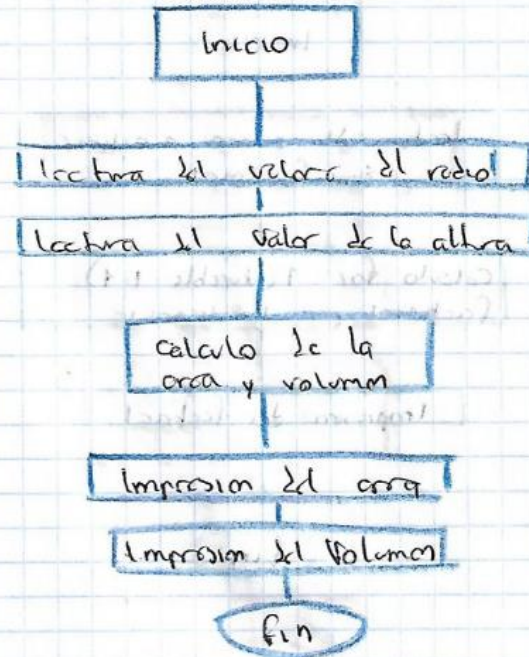 Inicio
lectura del valore del radio
lectura del valor de la altura
calculo de la
area y volumen
Impresion del area
Impresion del Volumen
fin